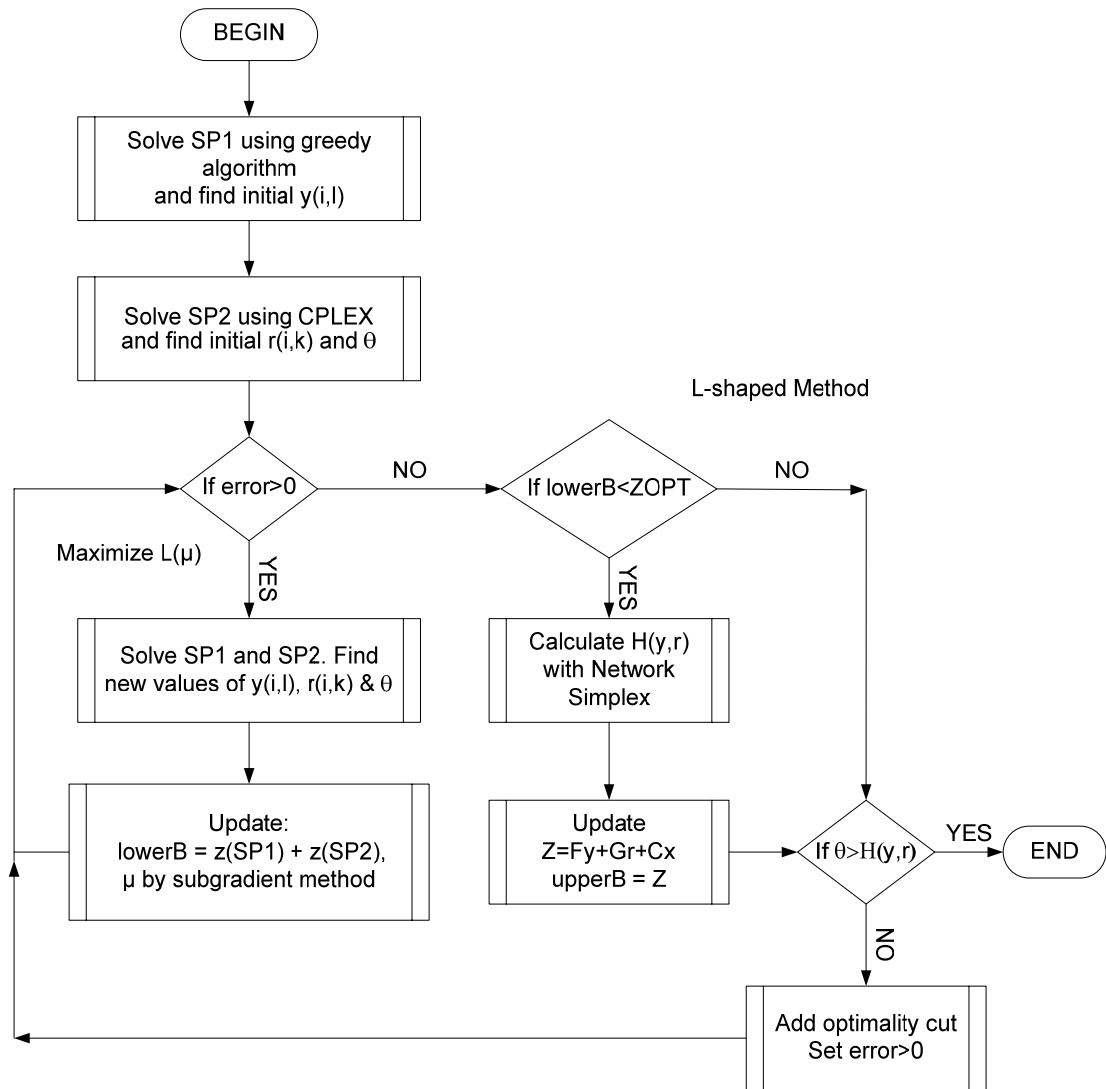 BEGIN
Solve SP1 using greedy
algorithm
and find initial y(i,l)
Solve SP2 using CPLEX
and find initial r(i,k) and θ
L-shaped Method
If error>0
NO
If lowerB<ZOPT
NO
Maximize L(μ)
YES
YES
Solve SP1 and SP2. Find
new values of y(i,l), r(i,k) & θ
Calculate H(y,r)
with Network
Simplex
Update:
lowerB = z(SP1) + z(SP2),
μ by subgradient method
Update
Z=Fy+Gr+Cx
upperB = Z
If θ>H(y,r)
YES
END
NO
Add optimality cut
Set error>0